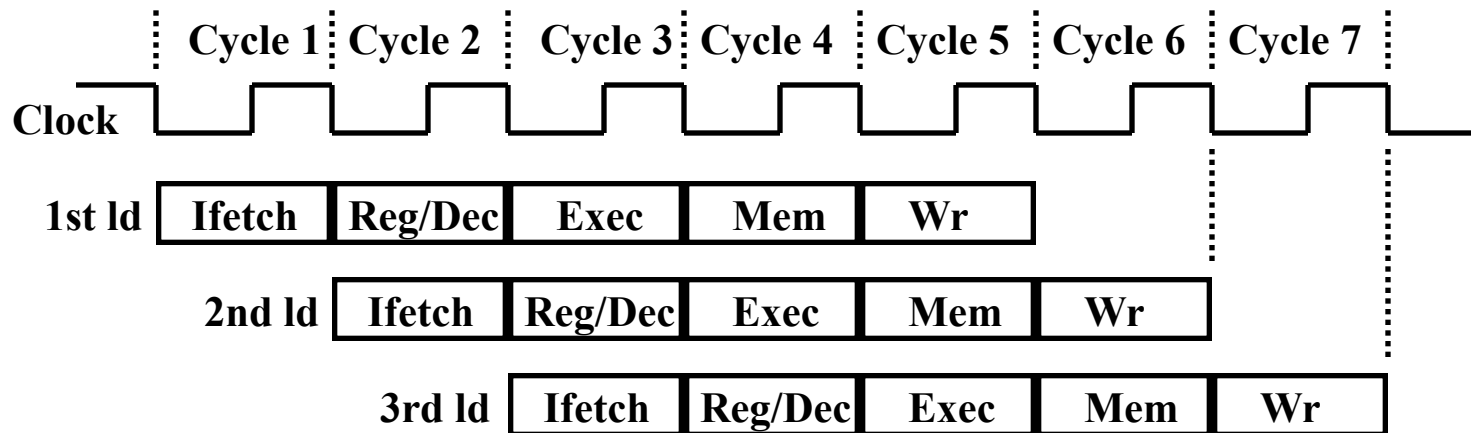 Cycle 1 Cycle 2 Cycle 3 Cycle 4 Cycle 5 Cycle 6 Cycle 7
Clock
1st ld Ifetch Reg/Dec Exec Mem Wr
2nd ld Ifetch Reg/Dec Exec Mem Wr
3rd ld Ifetch Reg/Dec Exec Mem Wr